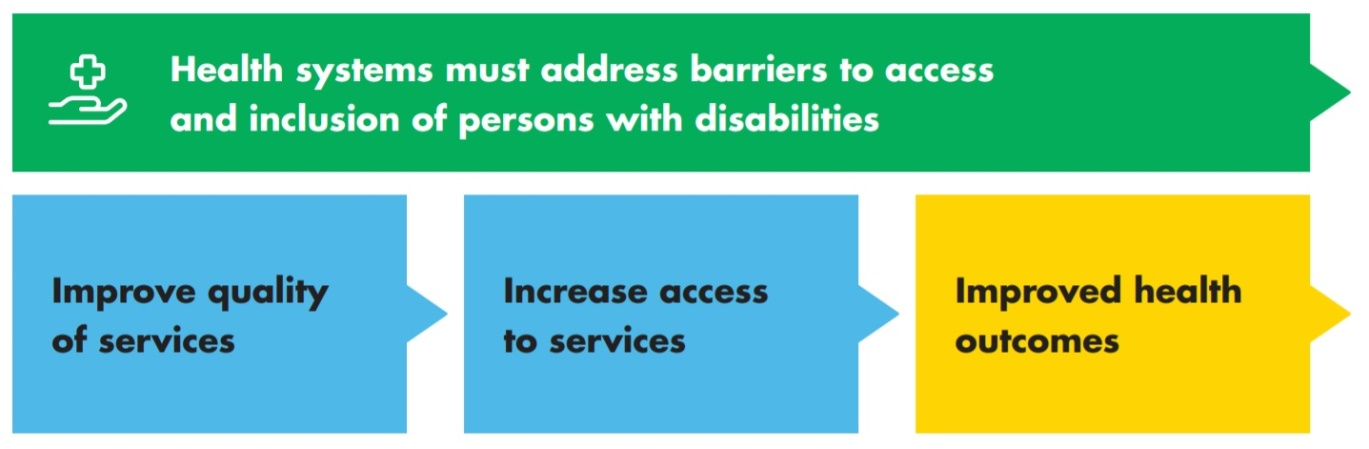 Health systems must address barriers to access
and inclusion of persons with disabilities
Improve quality
of services
Increase access
to services
Improved health
outcomes